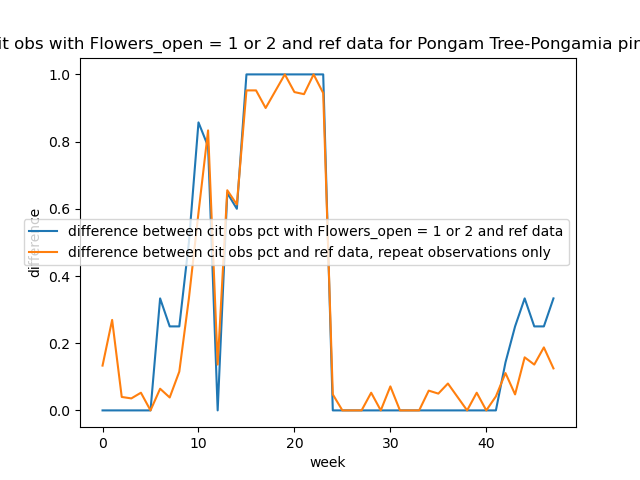 it obs with Flowers_open = 1 or 2 and ref data for Pongam Tree-Pongamia pin
1.0
0.8
0.6
0.4
0.2
0.0
difference
difference between cit obs pct with Flowers_open = 1 or 2 and ref data
difference between cit obs pct and ref data, repeat observations only
0 10 20 30 40
week